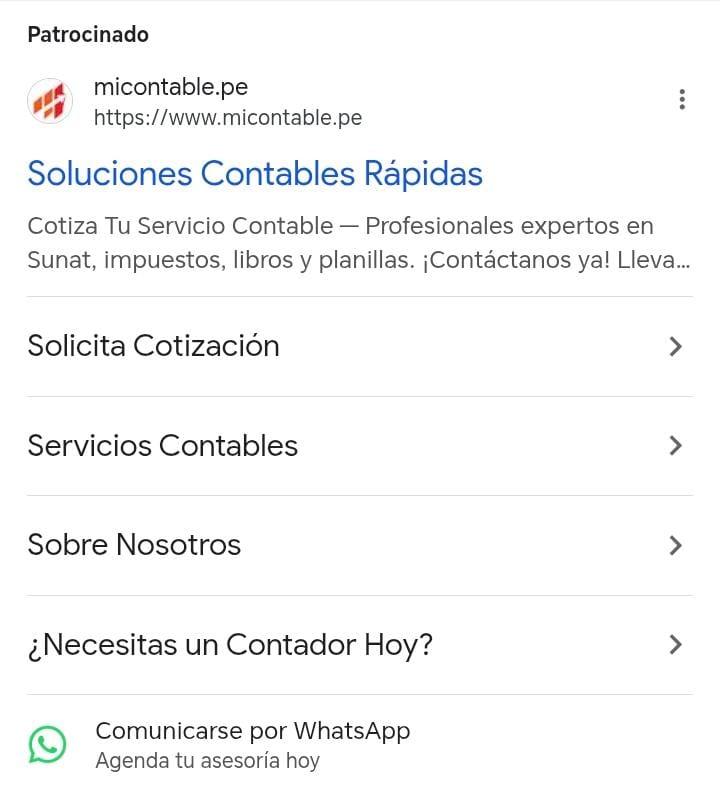 Patrocinado
micontable.pe
https://www.micontable.pe
Soluciones Contables Rápidas
Cotiza Tu Servicio Contable — Profesionales expertos en
Sunat, impuestos, libros y planillas. ¡Contáctanos ya! Lleva...
Solicita Cotización
Servicios Contables
Sobre Nosotros
¿Necesitas un Contador Hoy?
Comunicarse por WhatsApp
Agenda tu asesoría hoy